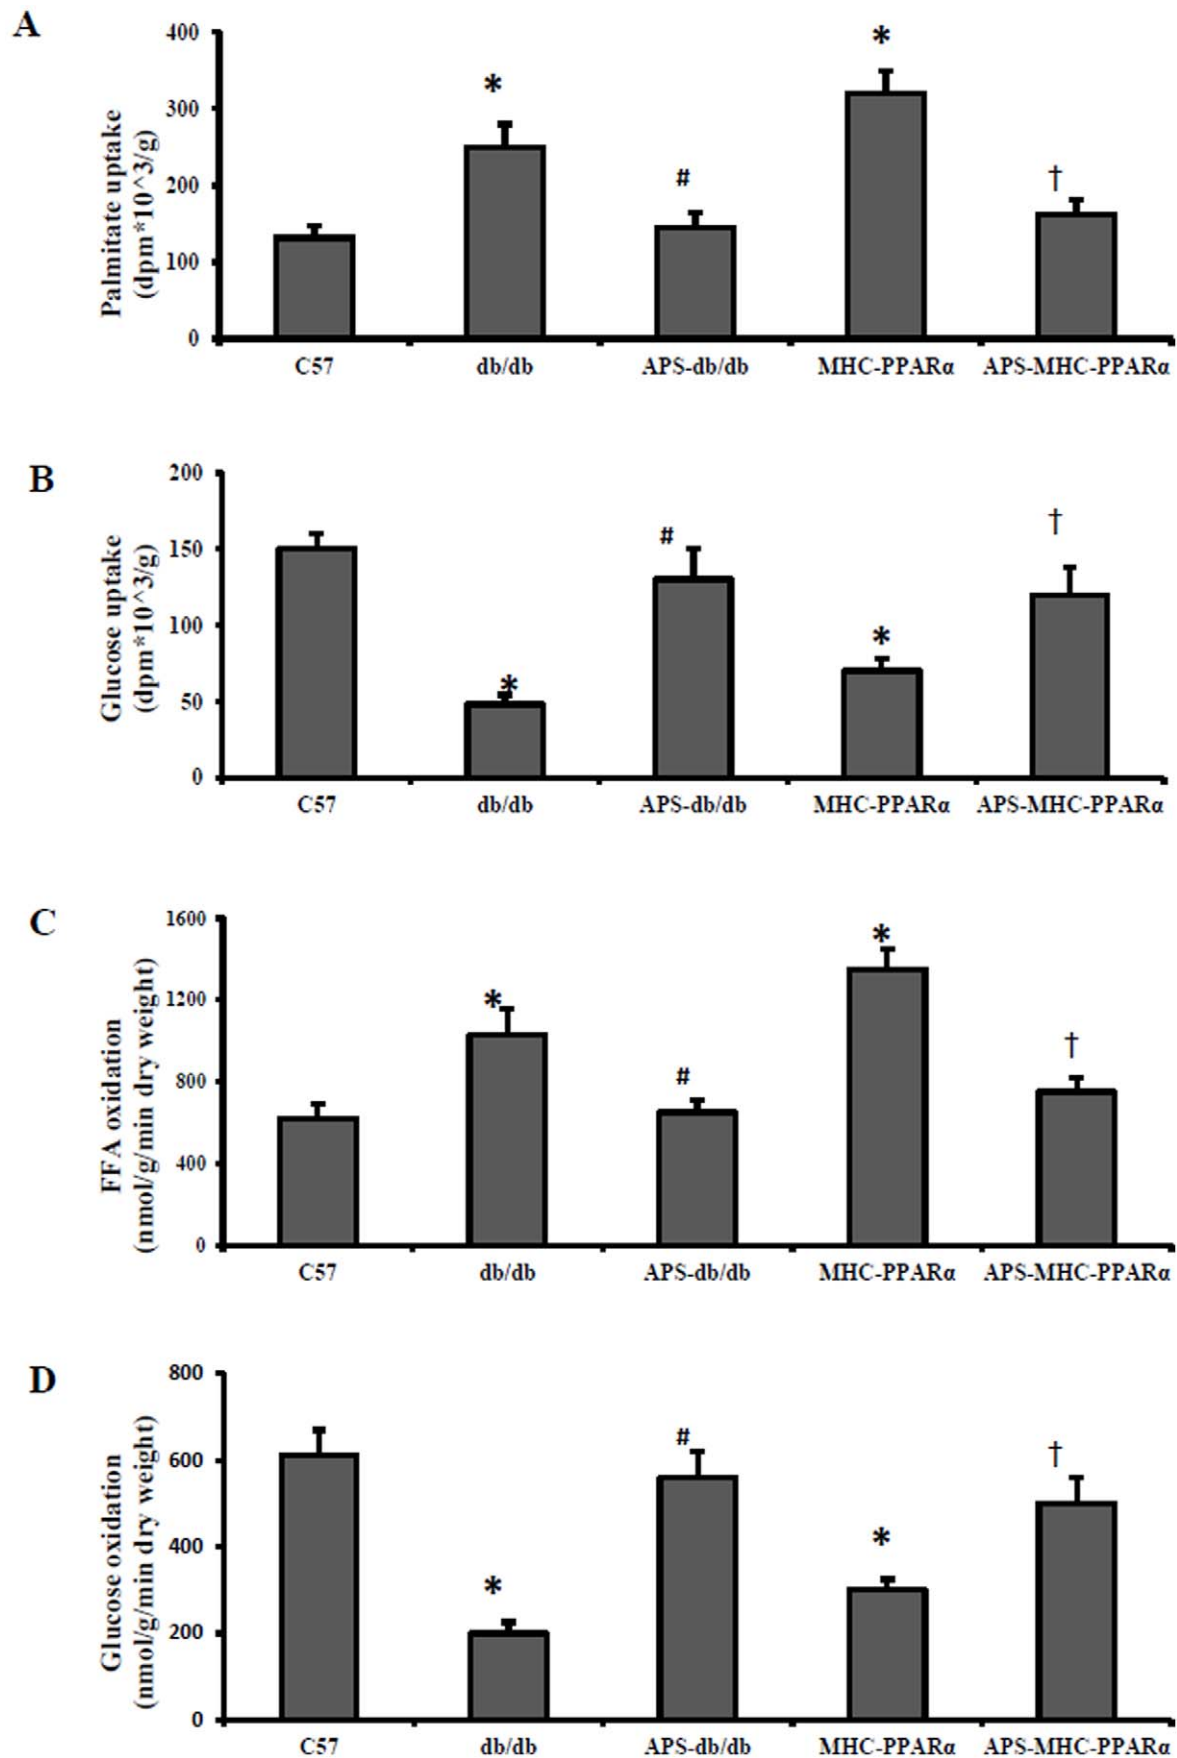 A
Palmitate uptake
(dpm*10^3/g)
400
300
200
100
0
*
#
*
†
C57 db/db APS-db/db MHC-PPARα APS-MHC-PPARα
B
Glucose uptake
(dpm*10^3/g)
200
150
100
50
0
*
#
*
†
C57 db/db APS-db/db MHC-PPARα APS-MHC-PPARα
C
FFA oxidation
(nmol/g/min dry weight)
1600
1200
800
400
0
*
#
*
†
C57 db/db APS-db/db MHC-PPARα APS-MHC-PPARα
D
Glucose oxidation
(nmol/g/min dry weight)
800
600
400
200
0
*
#
*
†
C57 db/db APS-db/db MHC-PPARα APS-MHC-PPARα